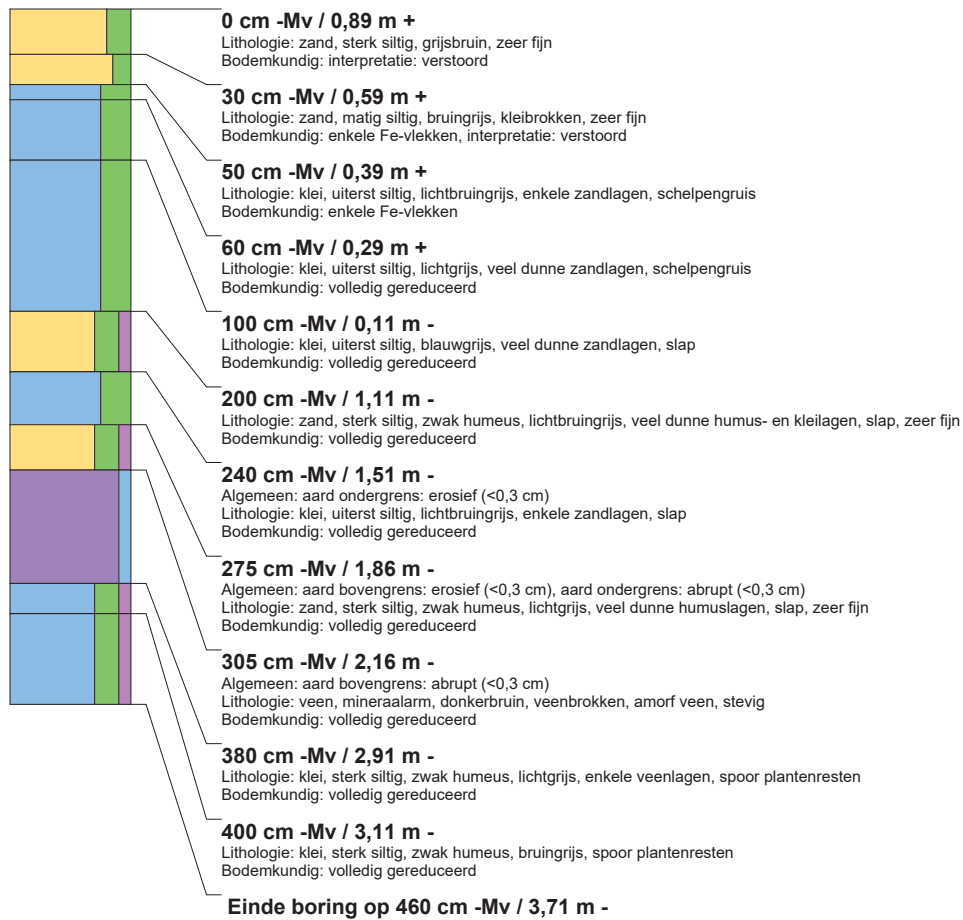 0 cm -Mv / 0,89 m +
Lithologie: zand, sterk siltig, grijsbruin, zeer fijn
Bodemkundig: interpretatie: verstoord
30 cm -Mv / 0,59 m +
Lithologie: zand, matig siltig, bruingrijs, kleibrokken, zeer fijn
Bodemkundig: enkele Fe-vlekken, interpretatie: verstoord
50 cm -Mv / 0,39 m +
Lithologie: klei, uiterst siltig, lichtbruingrijs, enkele zandlagen, schelpengruis
Bodemkundig: enkele Fe-vlekken
60 cm -Mv / 0,29 m +
Lithologie: klei, uiterst siltig, lichtgrijs, veel dunne zandlagen, schelpengruis
Bodemkundig: volledig gereduceerd
100 cm -Mv / 0,11 m -
Lithologie: klei, uiterst siltig, blauwgrijs, veel dunne zandlagen, slap
Bodemkundig: volledig gereduceerd
200 cm -Mv / 1,11 m -
Lithologie: zand, sterk siltig, zwak humeus, lichtbruingrijs, veel dunne humus- en kleilagen, slap, zeer fijn
Bodemkundig: volledig gereduceerd
240 cm -Mv / 1,51 m -
Algemeen: aard ondergrens: erosief (<0,3 cm)
Lithologie: klei, uiterst siltig, lichtbruingrijs, enkele zandlagen, slap
Bodemkundig: volledig gereduceerd
275 cm -Mv / 1,86 m -
Algemeen: aard bovengrens: erosief (<0,3 cm), aard ondergrens: abrupt (<0,3 cm)
Lithologie: zand, sterk siltig, zwak humeus, lichtgrijs, veel dunne humuslagen, slap, zeer fijn
Bodemkundig: volledig gereduceerd
305 cm -Mv / 2,16 m -
Algemeen: aard bovengrens: abrupt (<0,3 cm)
Lithologie: veen, mineraalarm, donkerbruin, veenbrokken, amorf veen, stevig
Bodemkundig: volledig gereduceerd
380 cm -Mv / 2,91 m -
Lithologie: klei, sterk siltig, zwak humeus, lichtgrijs, enkele veenlagen, spoor plantenresten
Bodemkundig: volledig gereduceerd
400 cm -Mv / 3,11 m -
Lithologie: klei, sterk siltig, zwak humeus, bruingrijs, spoor plantenresten
Bodemkundig: volledig gereduceerd
Einde boring op 460 cm -Mv / 3,71 m -